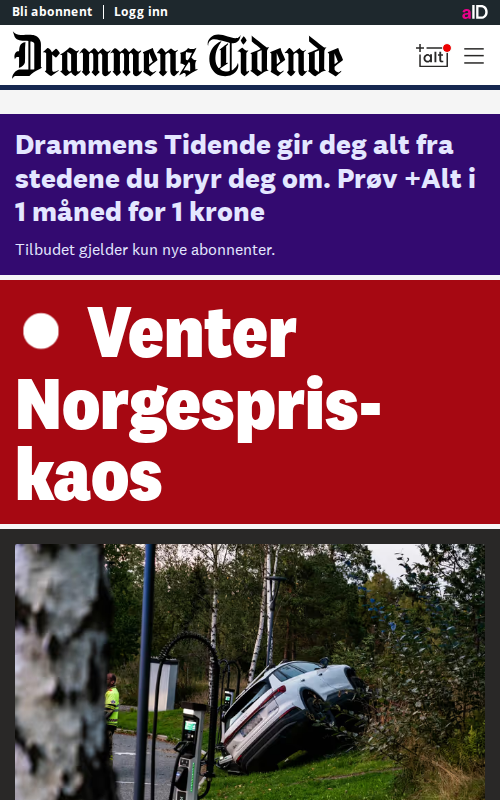 Bli abonnent
Logg inn
aID
Drammens Tidende
+alt
Drammens Tidende gir deg alt fra
stedene du bryr deg om. Prøv +Alt i
1 måned for 1 krone
Tilbudet gjelder kun nye abonnenter.
Venter
Norgespris-
kaos